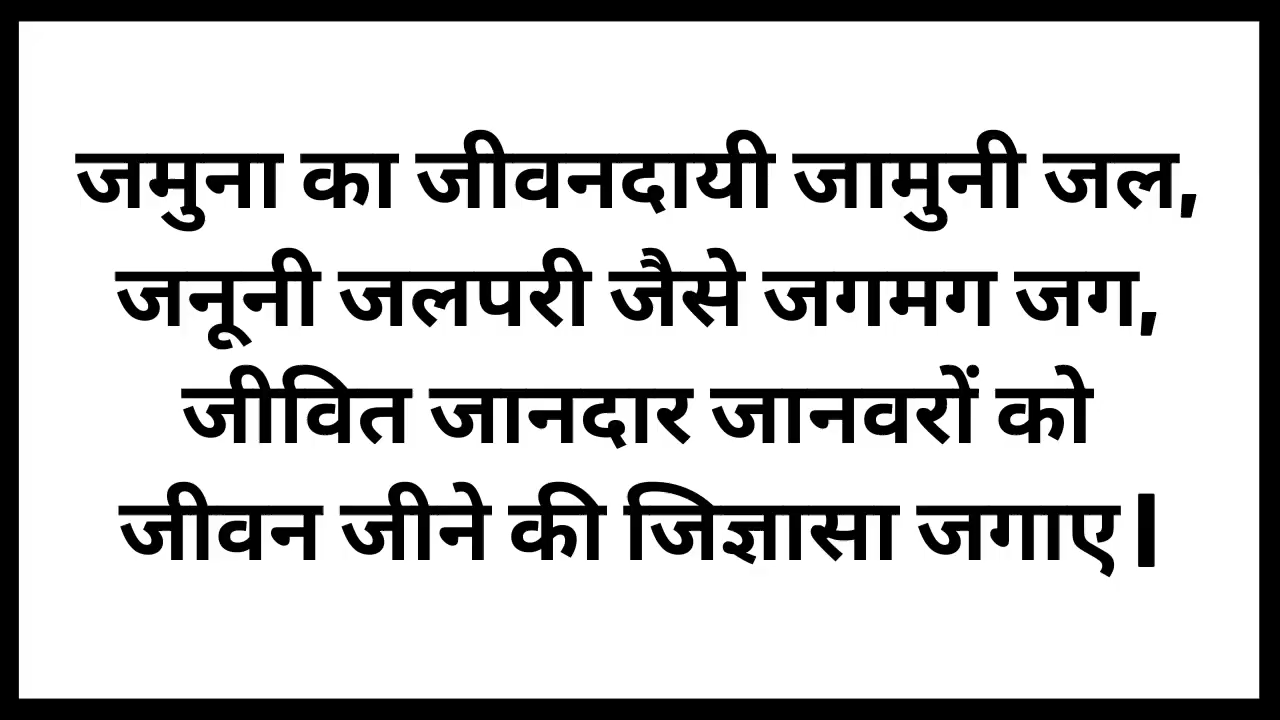 जमुना का जीवनदायी जामुनी जल,
जनूनी जलपरी जैसे जगमग जग,
जीवित जानदार जानवरों को
जीवन जीने की जिज्ञासा जगाए।